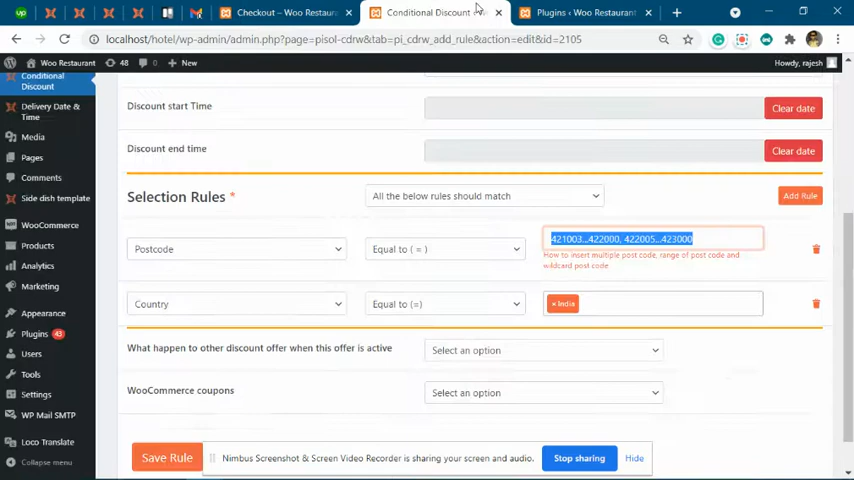 Checkout – Woo Restaura
Conditional Discount
Plugins ‹ Woo Restaurant
localhost/hotel/wp-admin/admin.php?page=pisol-cdrw&tab=pi_cdrw_add_rule&action=edit&id=2105
Woo Restaurant
48
0
New
Howdy, rajesh
Conditional
Discount
Delivery Date &
Time
Media
Pages
Comments
Side dish template
WooCommerce
Products
Analytics
Marketing
Appearance
Plugins 43
Users
Tools
Settings
WP Mail SMTP
Loco Translate
Collapse menu
Discount start Time
Clear date
Discount end time
Clear date
Selection Rules *
All the below rules should match
Add Rule
Postcode
Equal to ( = )
421003...422000, 422005...423000
How to insert multiple post code, range of post code and
wildcard post code
Country
Equal to (=)
× India
What happen to other discount offer when this offer is active
Select an option
WooCommerce coupons
Select an option
Save Rule
Nimbus Screenshot & Screen Video Recorder is sharing your screen and audio.
Stop sharing
Hide